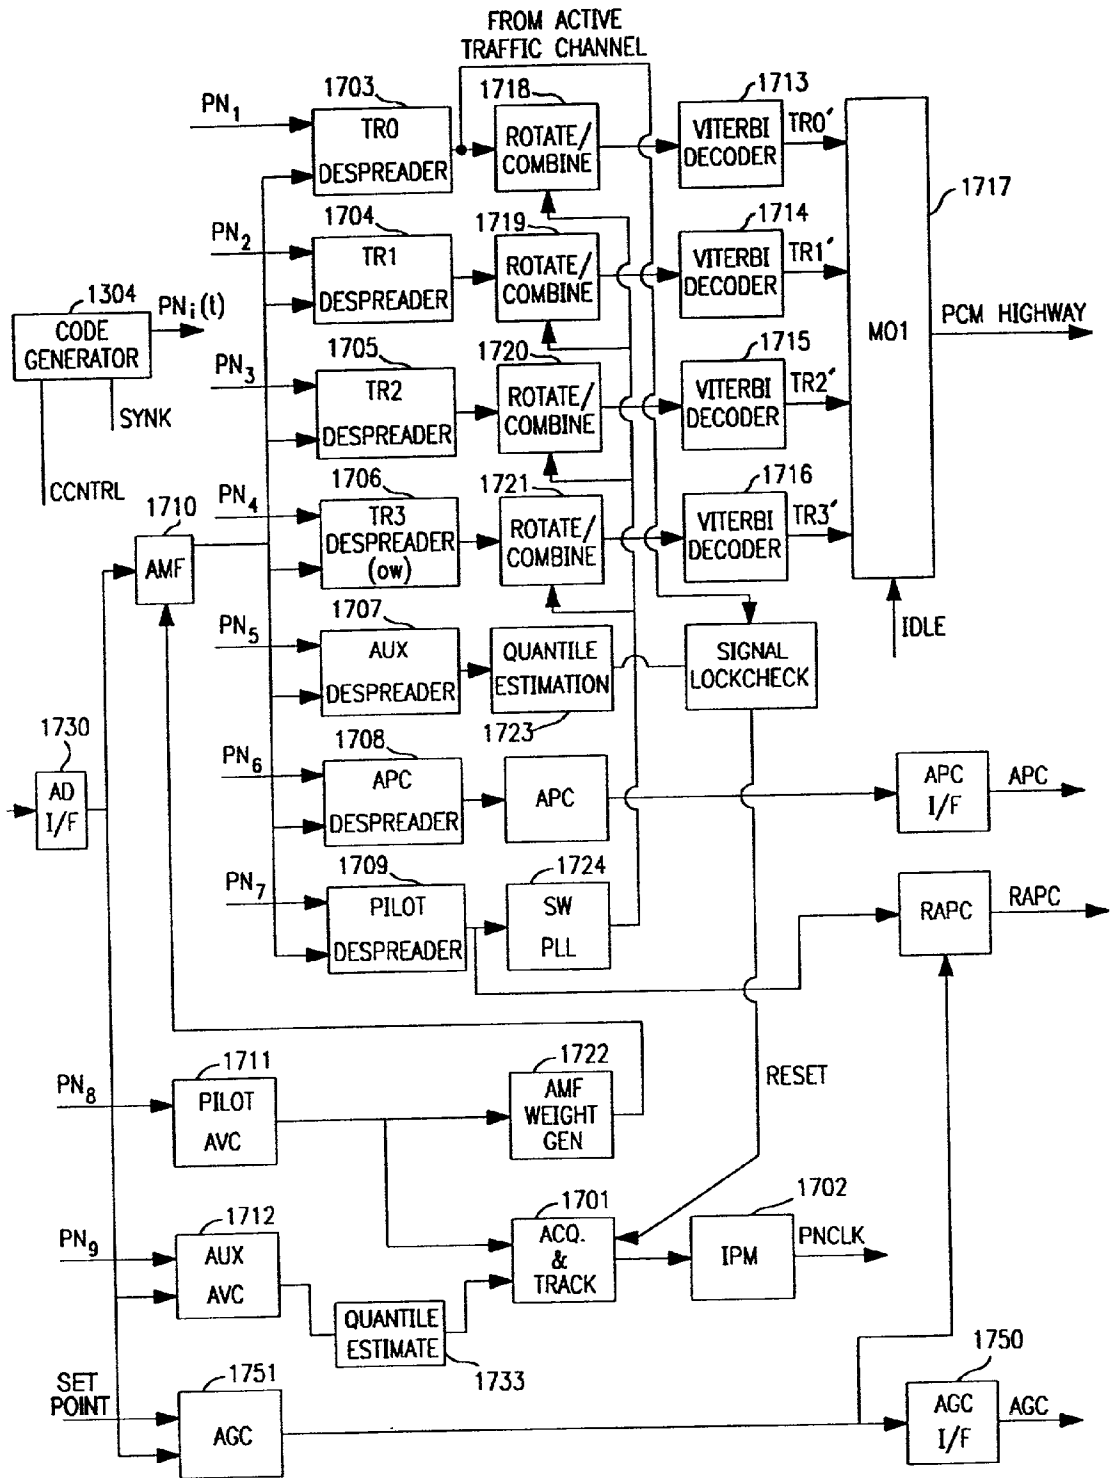 FROM ACTIVE
TRAFFIC CHANNEL
PN1
1703
TR0
DESPREADER
1718
ROTATE/
COMBINE
1713
VITERBI
DECODER
TR0′
1717
MO1
PCM HIGHWAY
IDLE
PN2
1704
TR1
DESPREADER
1719
ROTATE/
COMBINE
1714
VITERBI
DECODER
TR1′
1304
CODE
GENERATOR
PNi(t)
SYNK
CCNTRL
PN3
1705
TR2
DESPREADER
1720
ROTATE/
COMBINE
1715
VITERBI
DECODER
TR2′
1710
AMF
PN4
1706
TR3
DESPREADER
(OW)
1721
ROTATE/
COMBINE
1716
VITERBI
DECODER
TR3′
PN5
1707
AUX
DESPREADER
QUANTILE
ESTIMATION
1723
SIGNAL
LOCKCHECK
1730
AD
I/F
PN6
1708
APC
DESPREADER
APC
APC
I/F
APC
PN7
1709
PILOT
DESPREADER
1724
SW
PLL
RAPC
RAPC
PN8
1711
PILOT
AVC
1722
AMF
WEIGHT
GEN
RESET
PN9
1712
AUX
AVC
QUANTILE
ESTIMATE
1733
1701
ACQ.
&
TRACK
1702
IPM
PNCLK
SET
POINT
1751
AGC
1750
AGC
I/F
AGC